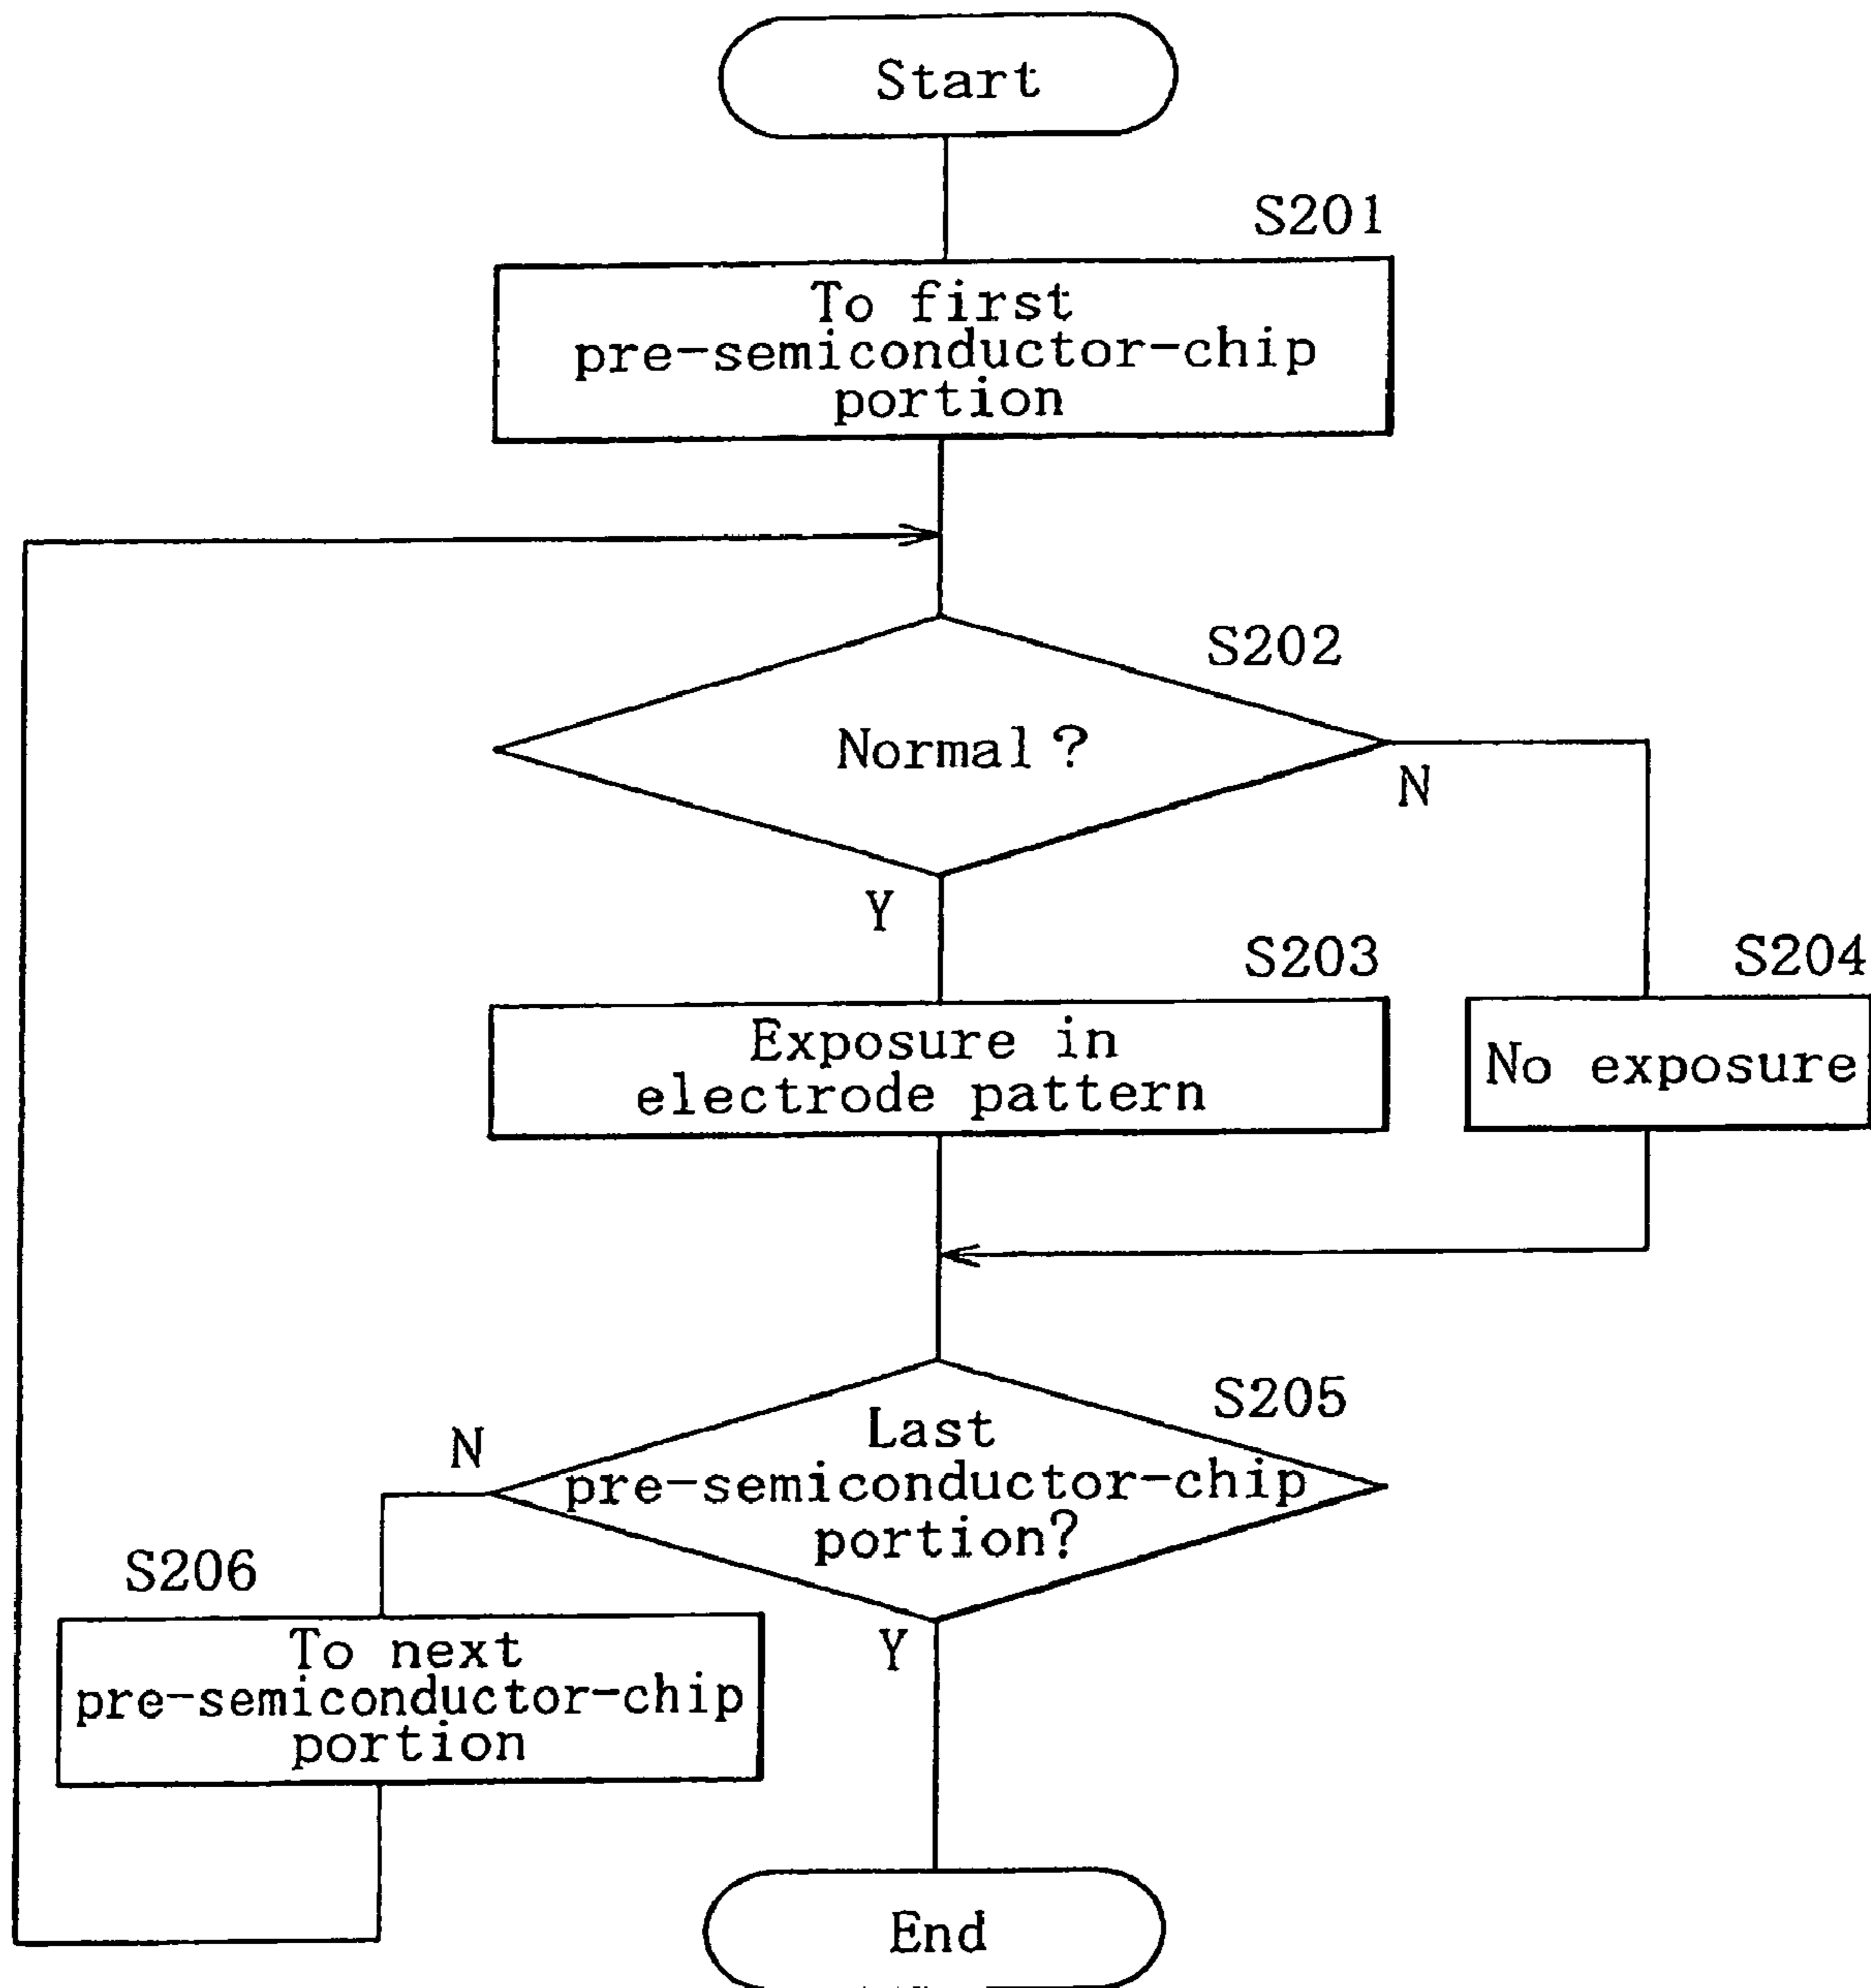 Start
S201
To first
pre-semiconductor-chip
portion
S202
Normal?
N
Y
S203
S204
Exposure in
electrode pattern
No exposure
S205
Last
pre-semiconductor-chip
portion?
N
S206
Y
To next
pre-semiconductor-chip
portion
End